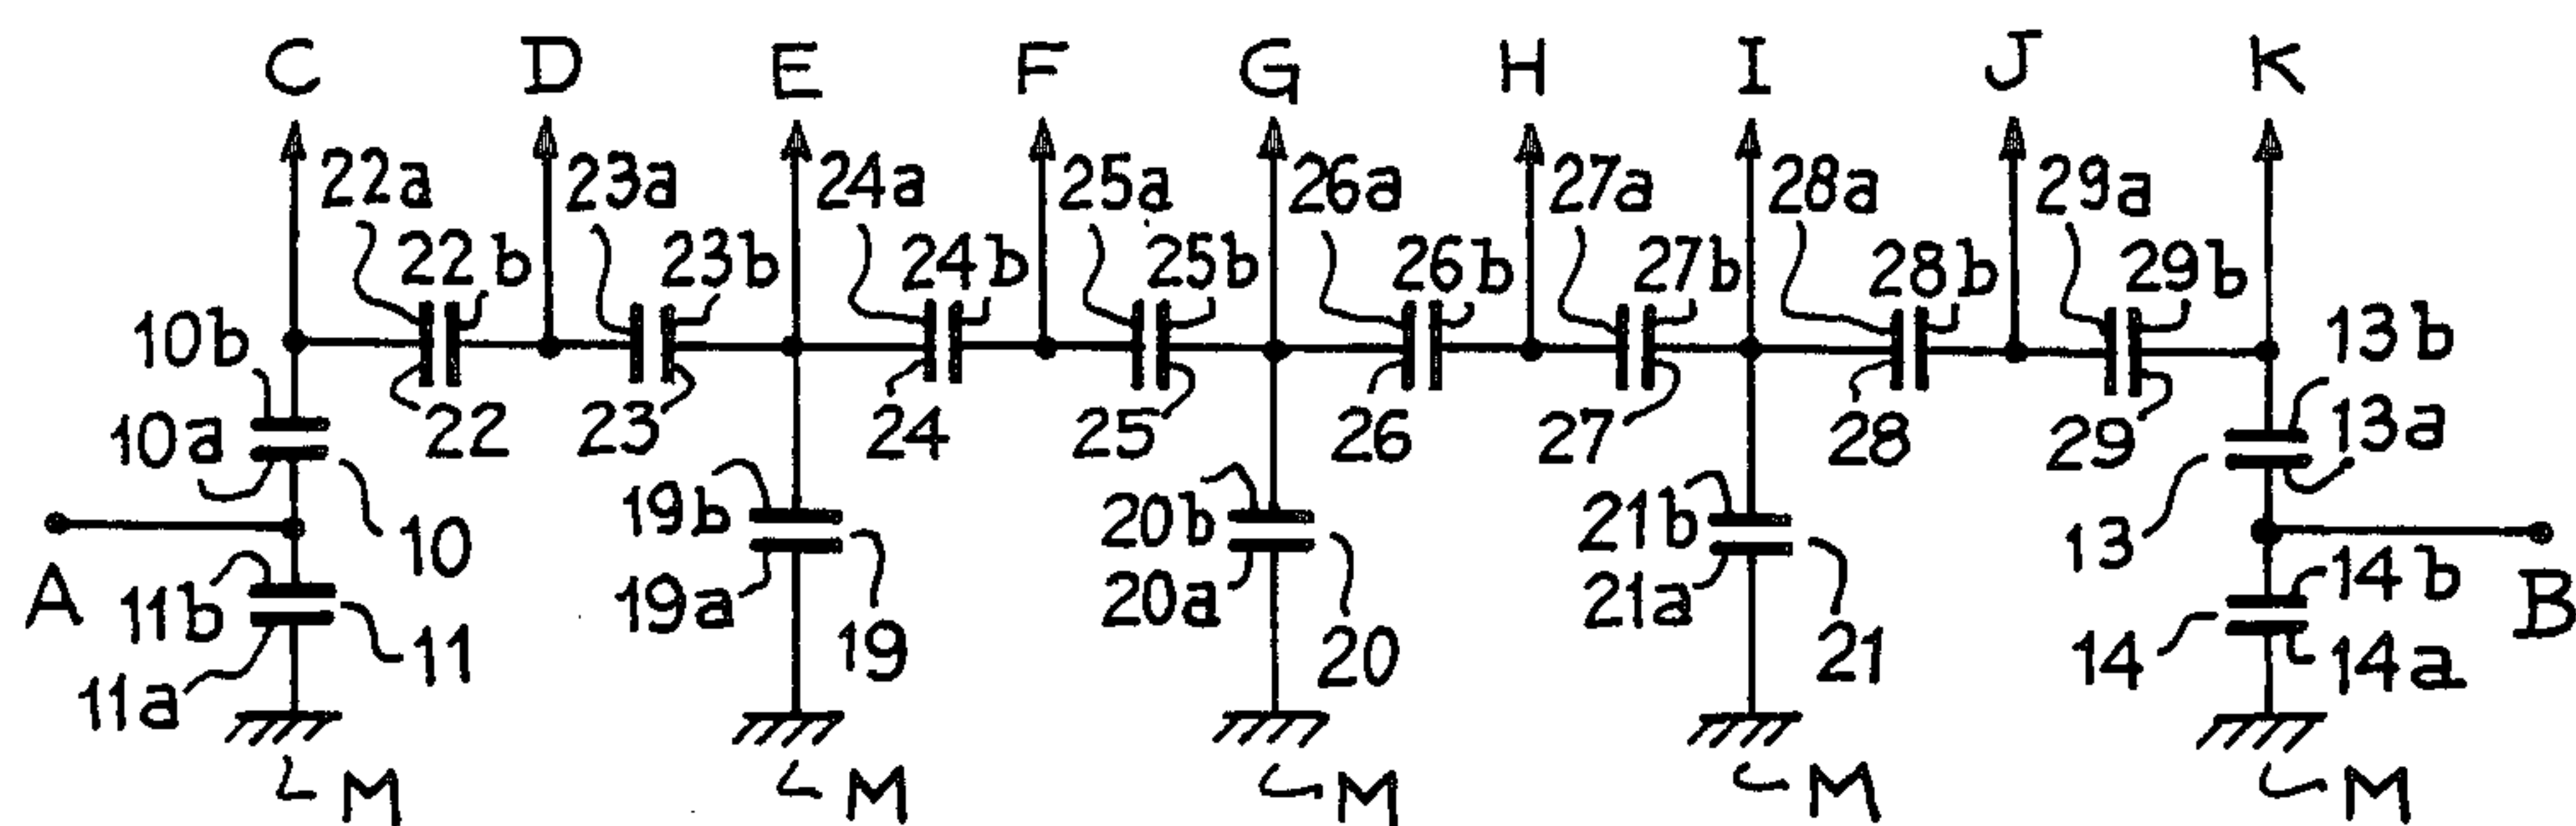 C D E F G H I J K
22a 23a 24a 25a 26a 27a 28a 29a
22b 23b 24b 25b 26b 27b 28b 29b
10b 13b
10a 22 23 24 25 26 27 28 29 13a
19b 20b 21b
A 10 13 B
11b 19a 20a 21a 14b
11a 11 19 20 21 14 14a
M M M M M